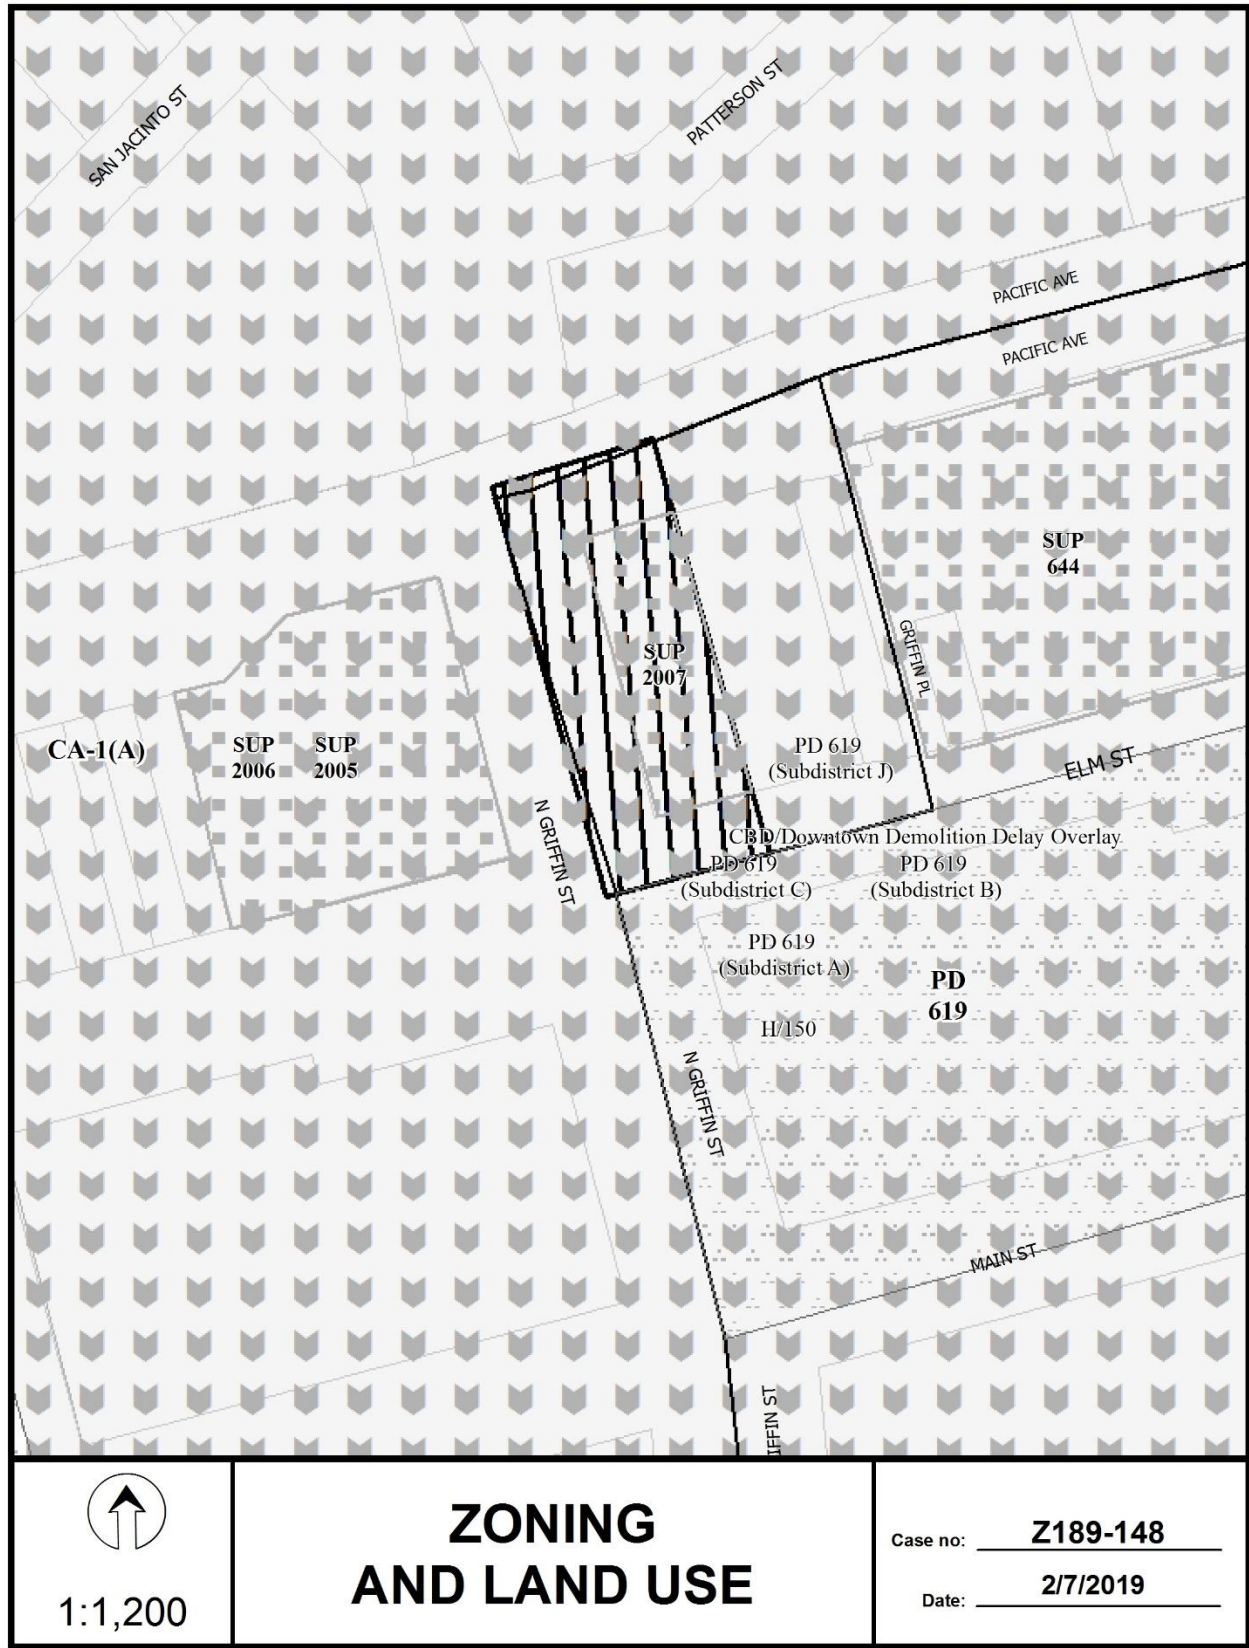 SAN JACINTO ST
PATTERSON ST
PACIFIC AVE
PACIFIC AVE
SUP
644
GRIFFIN PL
SUP
2007
CA-1(A)
SUP
2006
SUP
2005
PD 619
(Subdistrict J)
ELM ST
N GRIFFIN ST
CBD/Downtown Demolition Delay Overlay
PD 619
(Subdistrict C)
PD 619
(Subdistrict B)
PD 619
(Subdistrict A)
PD
619
H/150
N GRIFFIN ST
MAIN ST
IFFIN ST
1:1,200
ZONING
AND LAND USE
Case no: Z189-148
Date: 2/7/2019